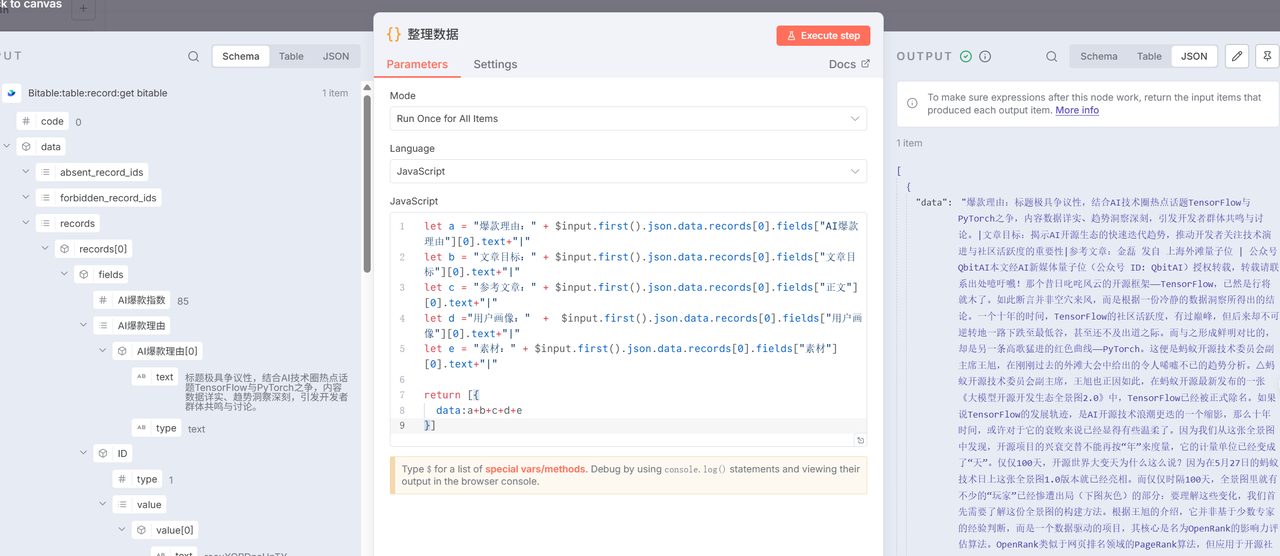 k to canvas
PUT
Schema
Table
JSON
Bitable:table:record:get bitable
1 item
# code
0
data
absent_record_ids
forbidden_record_ids
records
records[0]
fields
# AI爆款指数
85
AI爆款理由
AI爆款理由[0]
AB text
标题极具争议性，结合AI技术圈热点话
题TensorFlow与PyTorch之争，内容
数据详实、趋势洞察深刻，引发开发者
群体共鸣与讨论。
AB type
text
ID
# type
1
value
value[0]
{} 整理数据
Execute step
Parameters
Settings
Docs
Mode
Run Once for All Items
Language
JavaScript
JavaScript
1 let a = "爆款理由：" + $input.first().json.data.records[0].fields["AI爆款
理由"][0].text+"|"
2 let b = "文章目标：" + $input.first().json.data.records[0].fields["文章目
标"][0].text+"|"
3 let c = "参考文章：" + $input.first().json.data.records[0].fields["正文"]
[0].text+"|"
4 let d ="用户画像：" + $input.first().json.data.records[0].fields["用户画
像"][0].text+"|"
5 let e = "素材：" + $input.first().json.data.records[0].fields["素材"]
[0].text+"|"
6
7 return [{
8 data:a+b+c+d+e
9 }]
Type $ for a list of special vars/methods. Debug by using console.log() statements and viewing their
output in the browser console.
OUTPUT
Schema
Table
JSON
To make sure expressions after this node work, return the input items that
produced each output item. More info
1 item
[
{
"data": "爆款理由：标题极具争议性，结合AI技术圈热点话题TensorFlow与
PyTorch之争，内容数据详实、趋势洞察深刻，引发开发者群体共鸣与讨
论。|文章目标：揭示AI开源生态的快速迭代趋势，推动开发者关注技术演
进与社区活跃度的重要性|参考文章：金磊 发自 上海外滩量子位 | 公众号
QbitAI本文经AI新媒体量子位（公众号 ID: QbitAI）授权转载，转载请联
系出处噫吁嚱！那个昔日叱咤风云的开源框架——TensorFlow，已然是行将
就木了。如此断言并非空穴来风，而是根据一份冷静的数据洞察所得出的结
论。一个十年的时间，TensorFlow的社区活跃度，有过巅峰，但后来却不可
逆转地一路下跌至最低谷，甚至还不及出道之际。而与之形成鲜明对比的，
却是另一条高歌猛进的红色曲线——PyTorch。这便是蚂蚁开源技术委员会副
主席王旭，在刚刚过去的外滩大会中给出的令人唏嘘不已的趋势分析。△蚂
蚁开源技术委员会副主席，王旭也正因如此，在蚂蚁开源最新发布的一张
《大模型开源开发生态全景图2.0》中，TensorFlow已经被正式除名。如果
说TensorFlow的发展轨迹，是AI开源技术浪潮更迭的一个缩影，那么十年
时间，或许对于它的衰败来说已经显得有些温柔了。因为我们从这张全景图
中发现，开源项目的兴衰交替不能再按“年”来度量，它的计量单位已经变成
了“天”。仅仅100天，开源世界大变天为什么这么说？因为在5月27日的蚂蚁
技术日上这张全景图1.0版本就已经亮相。而仅仅时隔100天，全景图里就有
不少的“玩家”已经惨遭出局（下图灰色）的部分：要理解这些变化，我们首
先需要了解这份全景图的构建方法。根据王旭的介绍，它并非基于少数专
家的经验判断，而是一个数据驱动的项目，其核心是名为OpenRank的影响力评
估算法。OpenRank类似于网页排名领域的PageRank算法，但应用于开源社